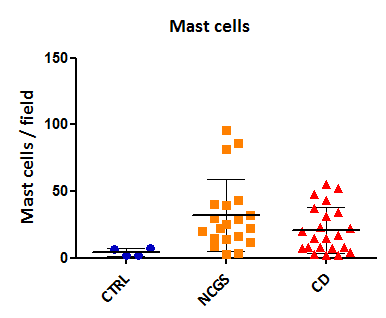 Mast cells
Mast cells / field
150
100
50
0
CTRL
NCGS
CD